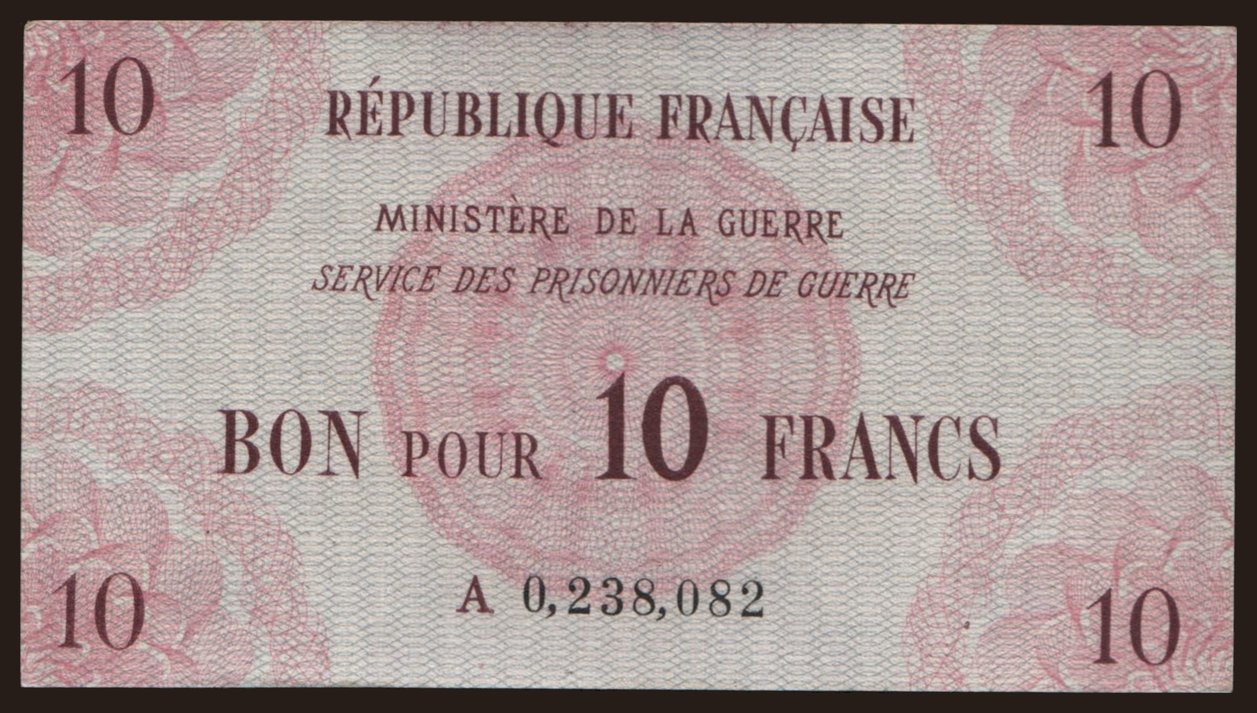 10 10
RÉPUBLIQUE FRANÇAISE
MINISTÈRE DE LA GUERRE
SERVICE DES PRISONNIERS DE GUERRE
BON POUR 10 FRANCS
A 0,238,082
10 10